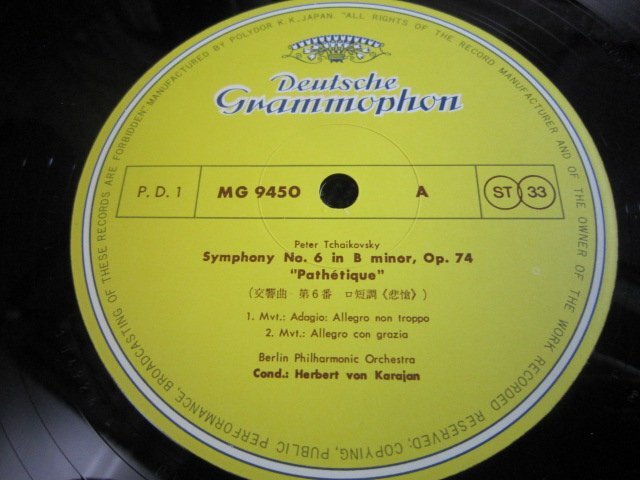 Deutsche
Grammophon
P. D. 1
MG 9450
A
ST 33
Peter Tchaikovsky
Symphony No. 6 in B minor, Op. 74
"Pathétique"
(交響曲 第6番 ロ短調《悲愴》)
1. Mvt.: Adagio: Allegro non troppo
2. Mvt.: Allegro con grazia
Berlin Philharmonic Orchestra
Cond.: Herbert von Karajan
MANUFACTURED BY POLYDOR K.K., JAPAN. "ALL RIGHTS OF THE RECORD MANUFACTURER AND OF THE OWNER OF THE WORK RECORDED RESERVED; COPYING, PUBLIC PERFORMANCE, BROADCASTING OF THESE RECORDS ARE FORBIDDEN"